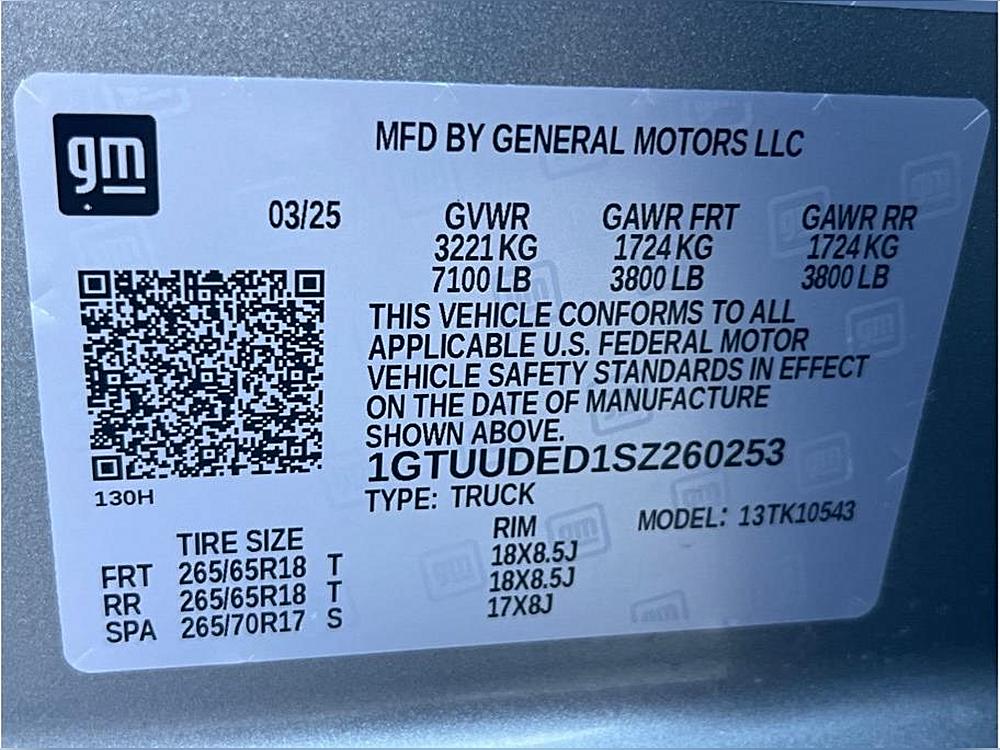 gm
MFD BY GENERAL MOTORS LLC
03/25 GVWR GAWR FRT GAWR RR
3221 KG 1724 KG 1724 KG
7100 LB 3800 LB 3800 LB
THIS VEHICLE CONFORMS TO ALL
APPLICABLE U.S. FEDERAL MOTOR
VEHICLE SAFETY STANDARDS IN EFFECT
ON THE DATE OF MANUFACTURE
SHOWN ABOVE.
1GTUUDED1SZ260253
130H
TYPE: TRUCK
MODEL: 13TK10543
TIRE SIZE RIM
FRT 265/65R18 T 18X8.5J
RR 265/65R18 T 18X8.5J
SPA 265/70R17 S 17X8J